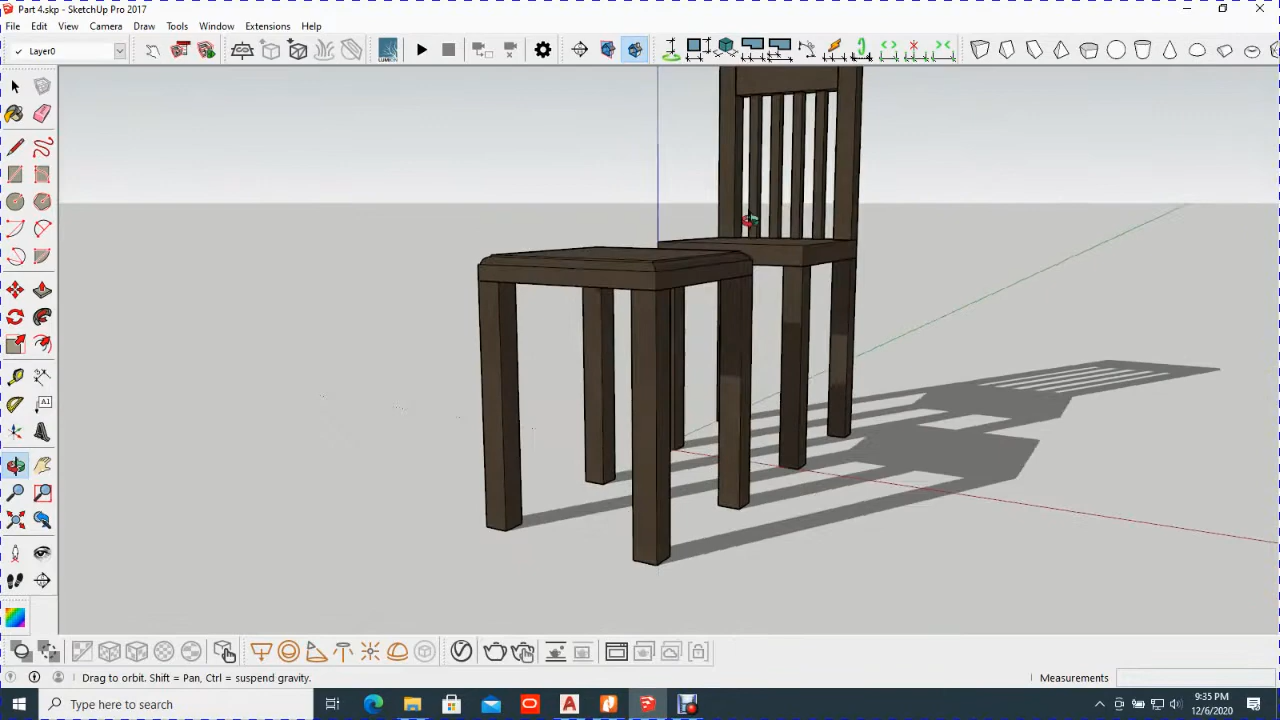 Part 4.skp - SketchUp Pro 2017
File Edit View Camera Draw Tools Window Extensions Help
Layer0
A1
Drag to orbit. Shift = Pan, Ctrl = suspend gravity.
Measurements
Type here to search
9:35 PM
12/6/2020